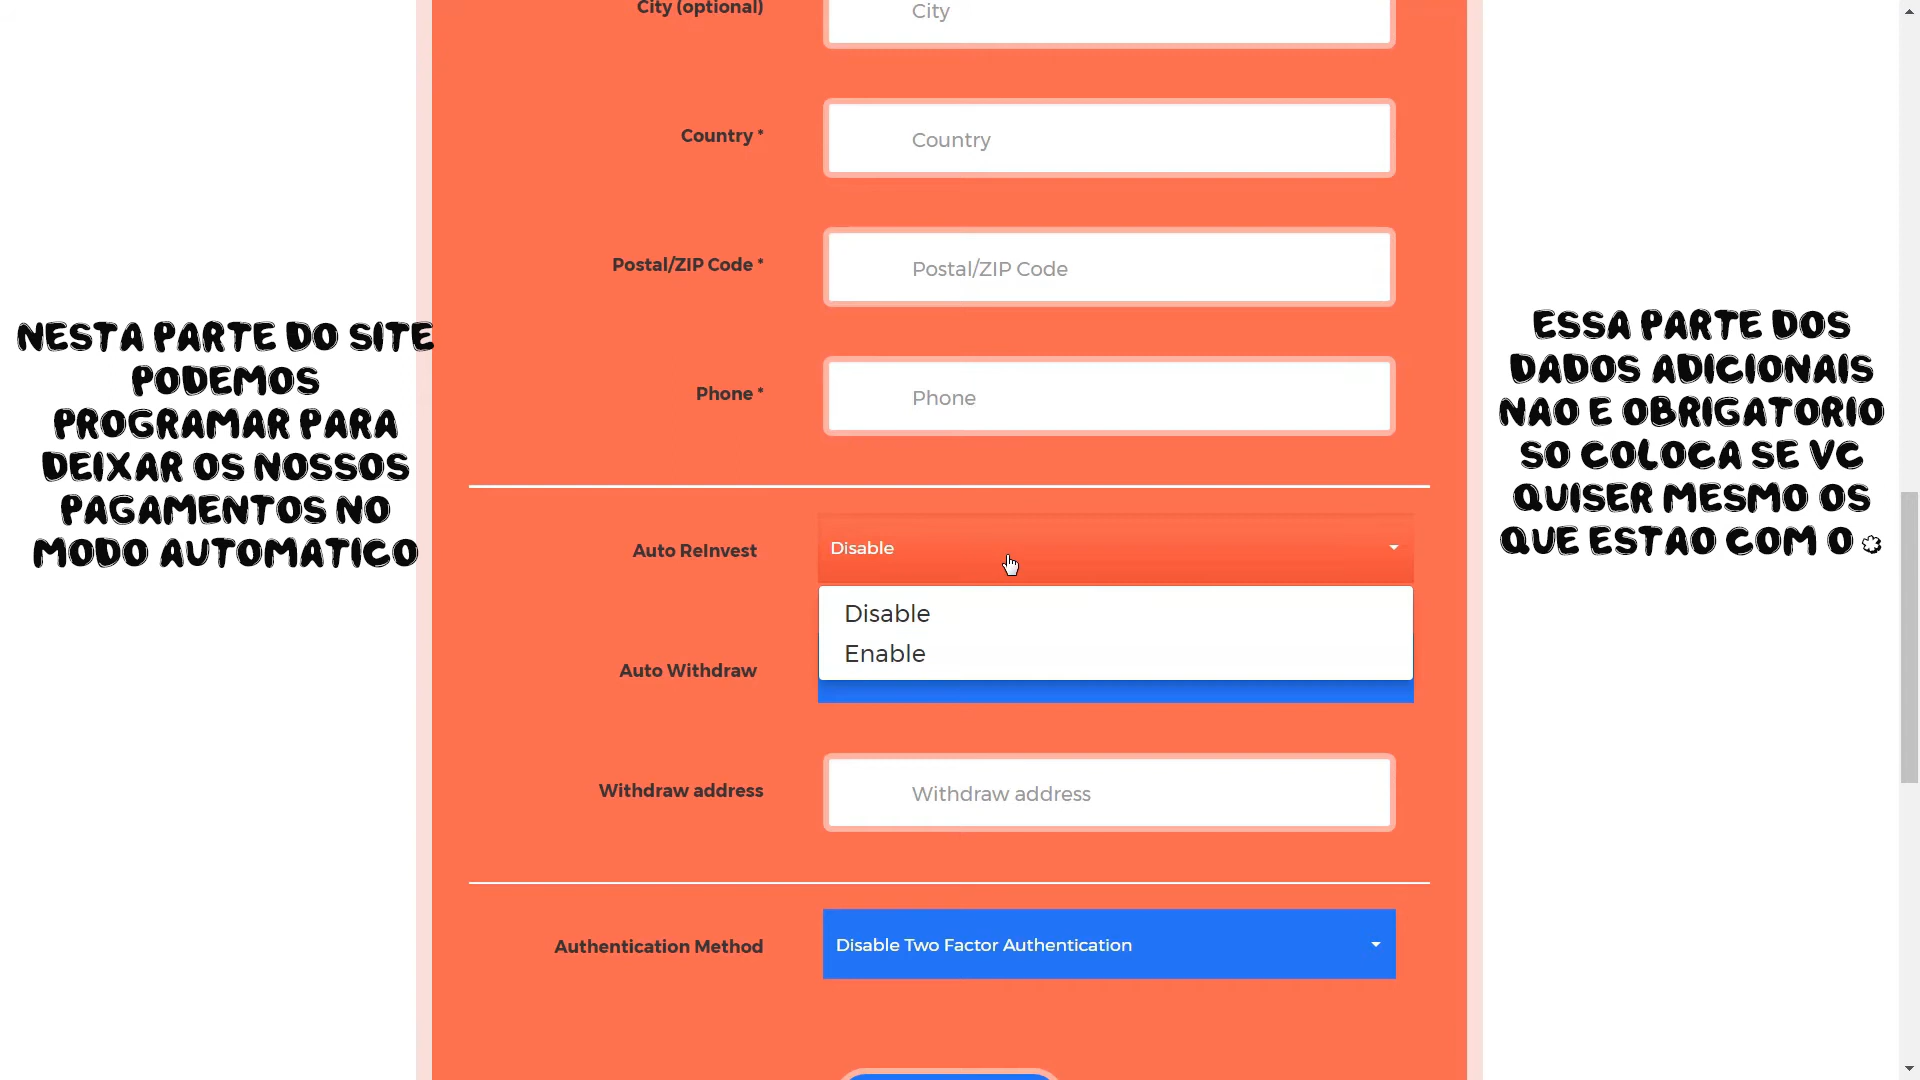 City (optional)
City
Country *
Country
Postal/ZIP Code *
Postal/ZIP Code
Phone *
Phone
NESTA PARTE DO SITE
PODEMOS
PROGRAMAR PARA
DEIXAR OS NOSSOS
PAGAMENTOS NO
MODO AUTOMATICO
ESSA PARTE DOS
DADOS ADICIONAIS
NAO E OBRIGATORIO
SO COLOCA SE VC
QUISER MESMO OS
QUE ESTAO COM O *
Auto ReInvest
Disable
Disable
Enable
Auto Withdraw
Withdraw address
Withdraw address
Authentication Method
Disable Two Factor Authentication